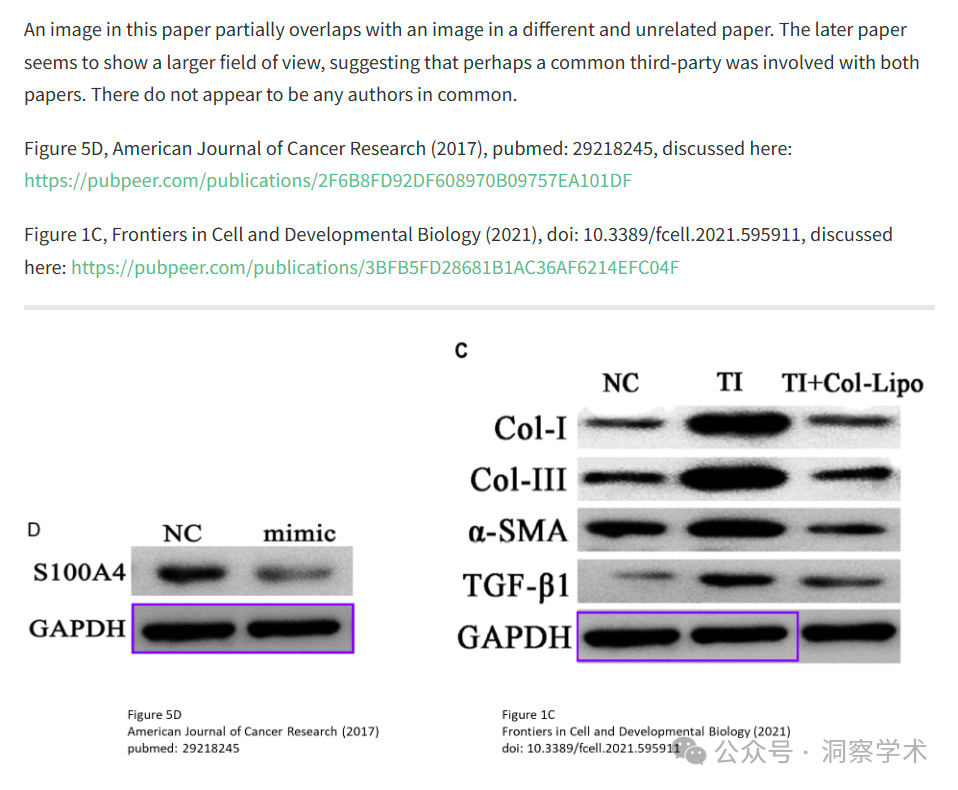 An image in this paper partially overlaps with an image in a different and unrelated paper. The later paper
seems to show a larger field of view, suggesting that perhaps a common third-party was involved with both
papers. There do not appear to be any authors in common.
Figure 5D, American Journal of Cancer Research (2017), pubmed: 29218245, discussed here:
https://pubpeer.com/publications/2F6B8FD92DF608970B09757EA101DF
Figure 1C, Frontiers in Cell and Developmental Biology (2021), doi: 10.3389/fcell.2021.595911, discussed
here: https://pubpeer.com/publications/3BFB5FD28681B1AC36AF6214EFC04F
D
NC mimic
S100A4
GAPDH
Figure 5D
American Journal of Cancer Research (2017)
pubmed: 29218245
C
NC TI TI+Col-Lipo
Col-I
Col-III
α-SMA
TGF-β1
GAPDH
Figure 1C
Frontiers in Cell and Developmental Biology (2021)
doi: 10.3389/fcell.2021.595911
公众号 · 洞察学术